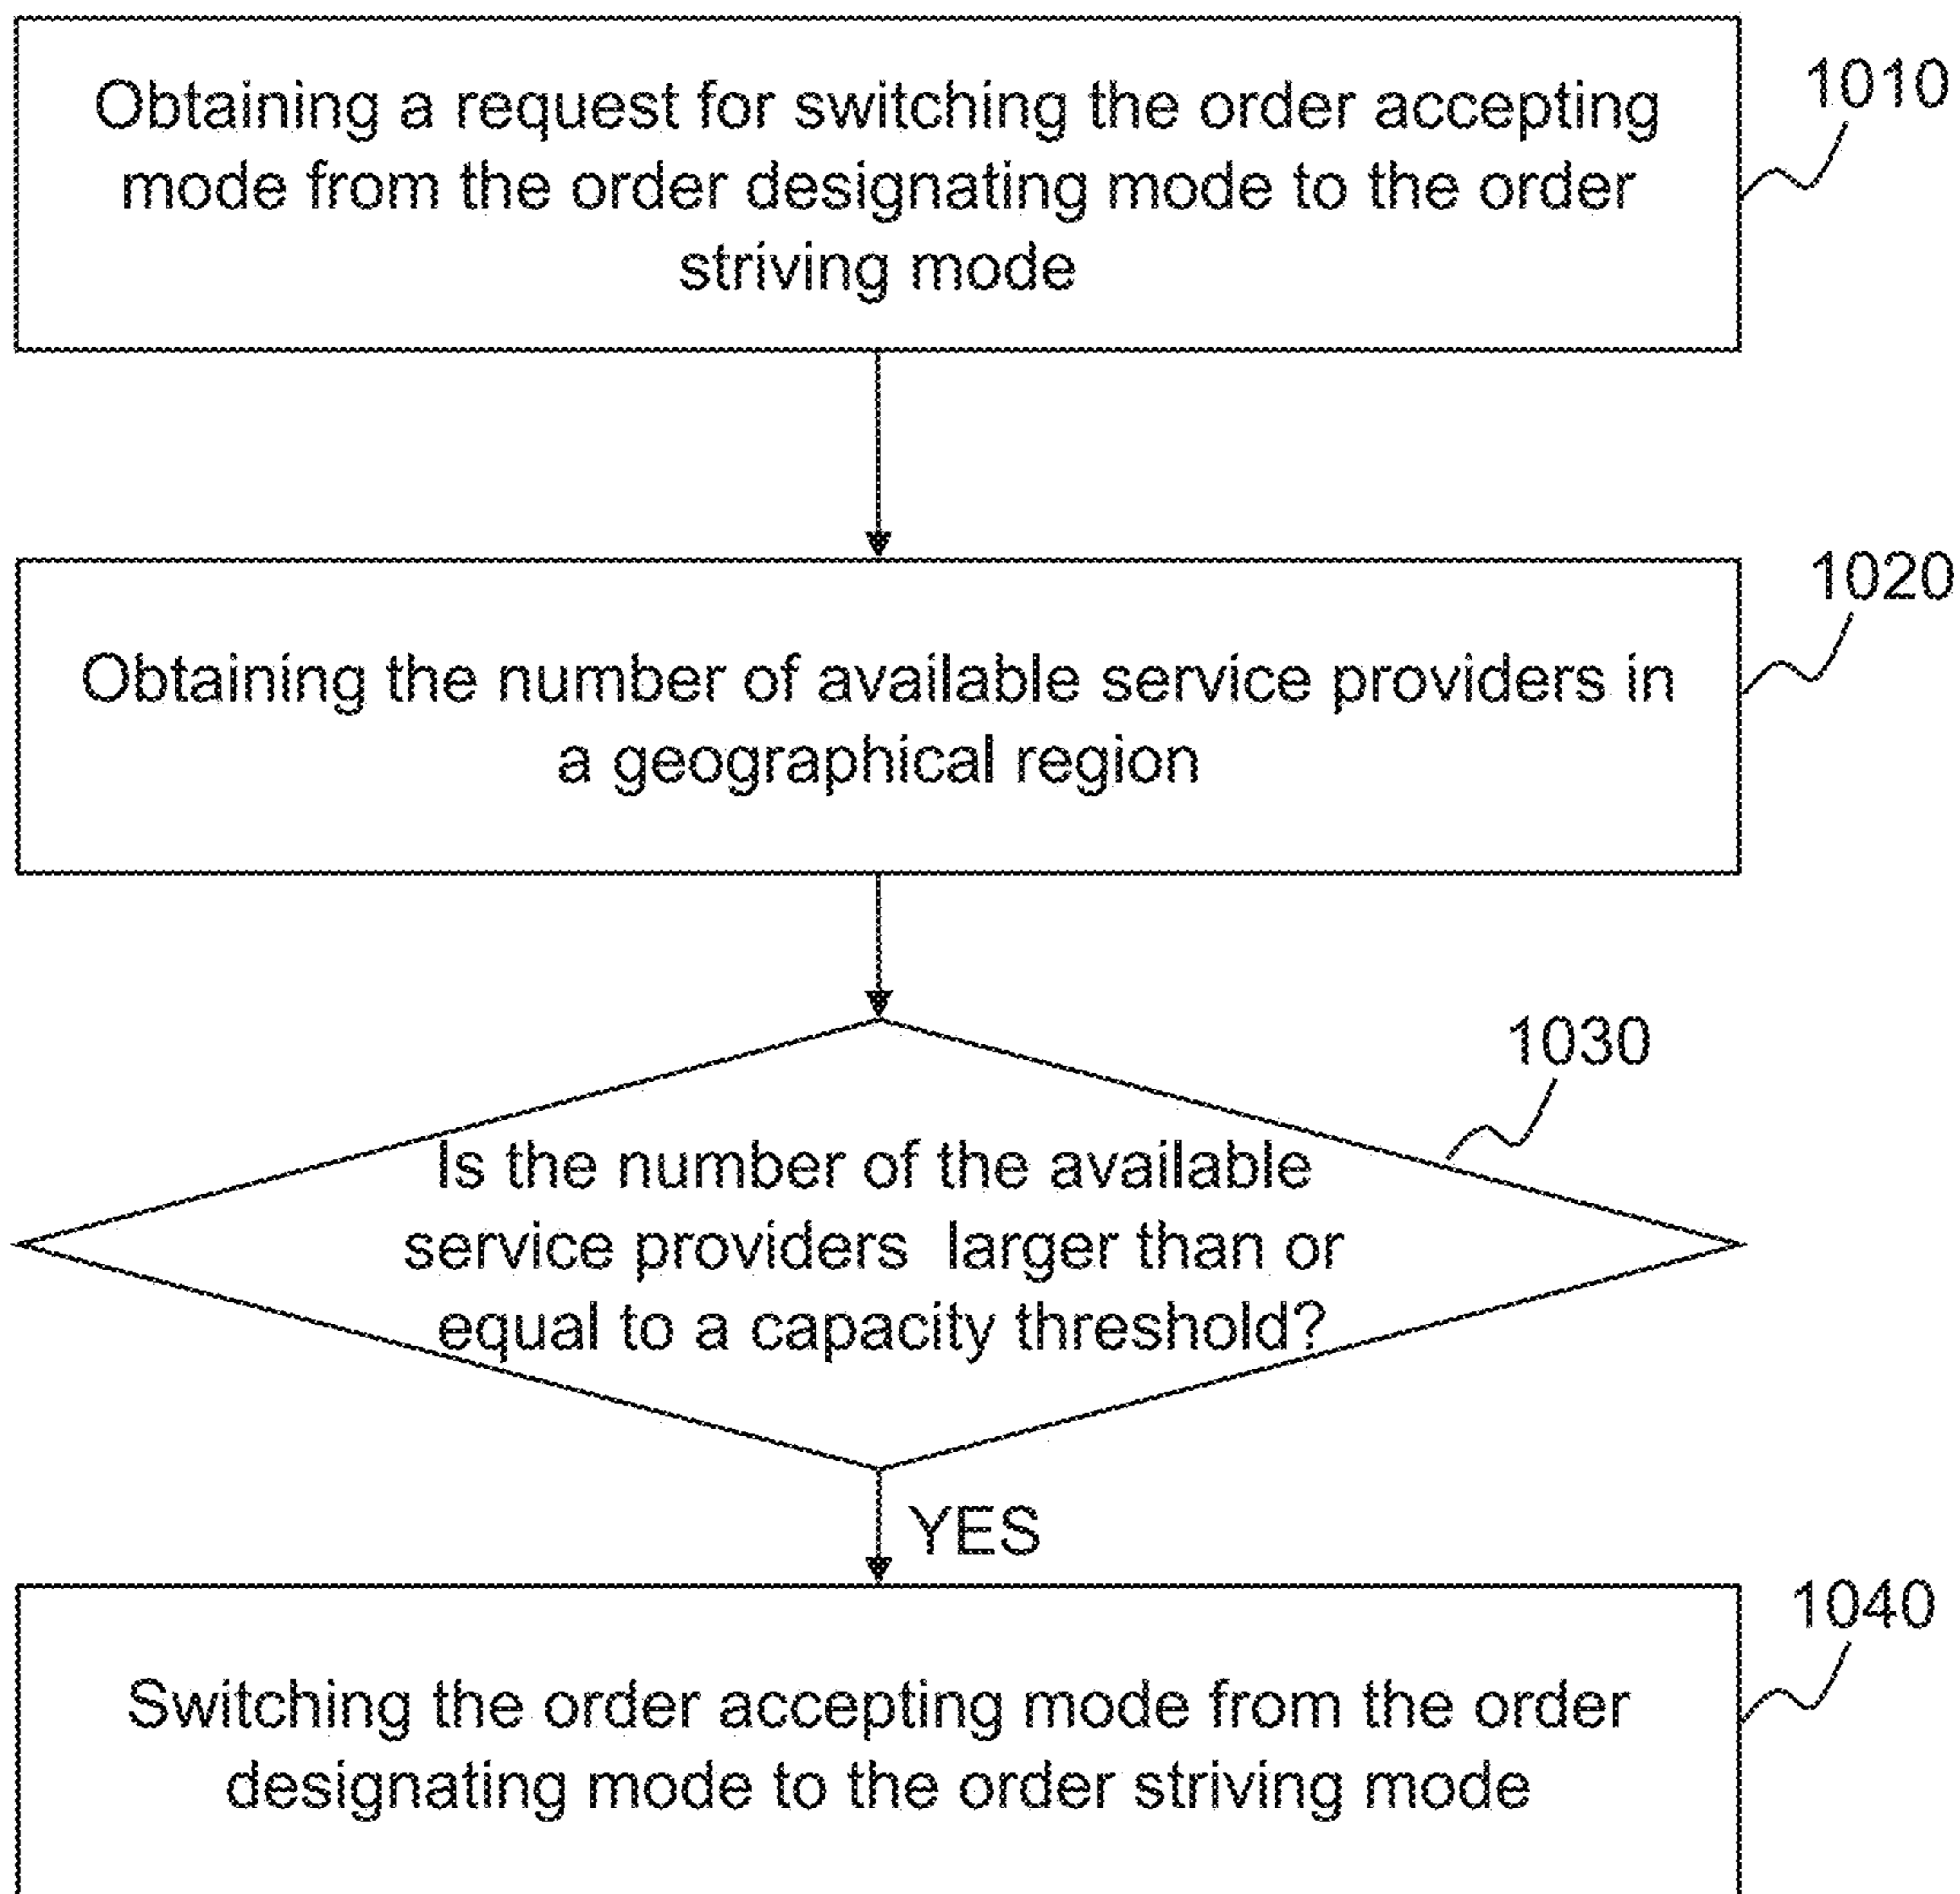 Obtaining a request for switching the order accepting
mode from the order designating mode to the order
striving mode
1010
Obtaining the number of available service providers in
a geographical region
1020
Is the number of the available
service providers larger than or
equal to a capacity threshold?
1030
YES
Switching the order accepting mode from the order
designating mode to the order striving mode
1040